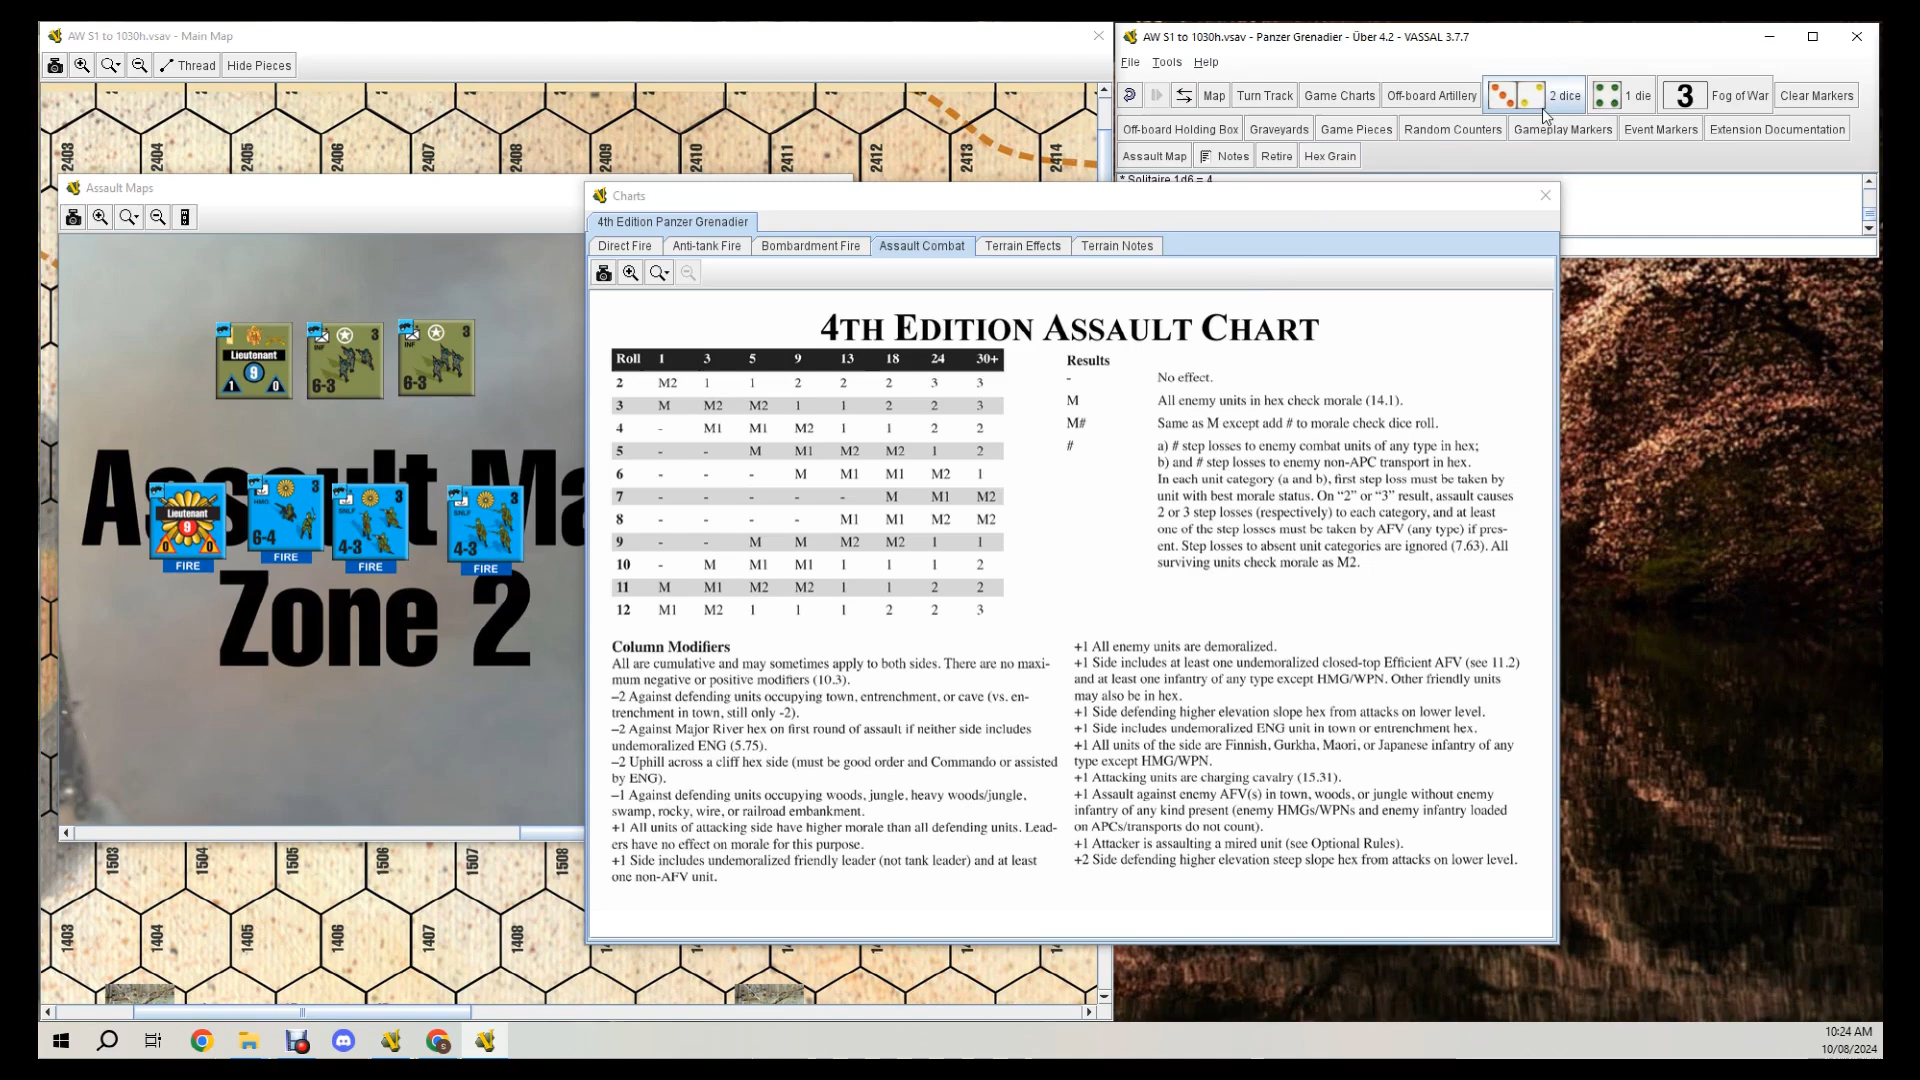 AW S1 to 1030h.vsav - Main Map
Thread
Hide Pieces
2403
2404
2405
2406
2407
2408
2409
2410
2411
2412
2413
2414
AW S1 to 1030h.vsav - Panzer Grenadier - Über 4.2 - VASSAL 3.7.7
File Tools Help
Map
Turn Track
Game Charts
Off-board Artillery
2 dice
1 die
3
Fog of War
Clear Markers
Off-board Holding Box
Graveyards
Game Pieces
Random Counters
Gameplay Markers
Event Markers
Extension Documentation
Assault Map
Notes
Retire
Hex Grain
* Solitaire 1d6 = 4
Assault Maps
Lieutenant
9
1 0
INF 3
6-3
INF 3
6-3
Lieutenant
9
0 0
FIRE
HMG 3
6-4
FIRE
SNLF 3
4-3
FIRE
SNLF 3
4-3
FIRE
Zone 2
1503
1504
1505
1506
1507
1508
1403
1404
1405
1406
1407
1408
Charts
4th Edition Panzer Grenadier
Direct Fire
Anti-tank Fire
Bombardment Fire
Assault Combat
Terrain Effects
Terrain Notes
4TH EDITION ASSAULT CHART
Roll 1 3 5 9 13 18 24 30+
2 M2 1 1 2 2 2 3 3
3 M M2 M2 1 1 2 2 3
4 - M1 M1 M2 1 1 2 2
5 - - M M1 M2 M2 1 2
6 - - - M M1 M1 M2 1
7 - - - - - M M1 M2
8 - - - - M1 M1 M2 M2
9 - - M M M2 M2 1 1
10 - M M1 M1 1 1 1 2
11 M M1 M2 M2 1 1 2 2
12 M1 M2 1 1 1 2 2 3
Results
- No effect.
M All enemy units in hex check morale (14.1).
M# Same as M except add # to morale check dice roll.
# a) # step losses to enemy combat units of any type in hex;
b) and # step losses to enemy non-APC transport in hex.
In each unit category (a and b), first step loss must be taken by
unit with best morale status. On “2” or “3” result, assault causes
2 or 3 step losses (respectively) to each category, and at least
one of the step losses must be taken by AFV (any type) if pres-
ent. Step losses to absent unit categories are ignored (7.63). All
surviving units check morale as M2.
Column Modifiers
All are cumulative and may sometimes apply to both sides. There are no maxi-
mum negative or positive modifiers (10.3).
–2 Against defending units occupying town, entrenchment, or cave (vs. en-
trenchment in town, still only -2).
–2 Against Major River hex on first round of assault if neither side includes
undemoralized ENG (5.75).
–2 Uphill across a cliff hex side (must be good order and Commando or assisted
by ENG).
–1 Against defending units occupying woods, jungle, heavy woods/jungle,
swamp, rocky, wire, or railroad embankment.
+1 All units of attacking side have higher morale than all defending units. Lead-
ers have no effect on morale for this purpose.
+1 Side includes undemoralized friendly leader (not tank leader) and at least
one non-AFV unit.
+1 All enemy units are demoralized.
+1 Side includes at least one undemoralized closed-top Efficient AFV (see 11.2)
and at least one infantry of any type except HMG/WPN. Other friendly units
may also be in hex.
+1 Side defending higher elevation slope hex from attacks on lower level.
+1 Side includes undemoralized ENG unit in town or entrenchment hex.
+1 All units of the side are Finnish, Gurkha, Maori, or Japanese infantry of any
type except HMG/WPN.
+1 Attacking units are charging cavalry (15.31).
+1 Assault against enemy AFV(s) in town, woods, or jungle without enemy
infantry of any kind present (enemy HMGs/WPNs and enemy infantry loaded
on APCs/transports do not count).
+1 Attacker is assaulting a mired unit (see Optional Rules).
+2 Side defending higher elevation steep slope hex from attacks on lower level.
10:24 AM
10/08/2024